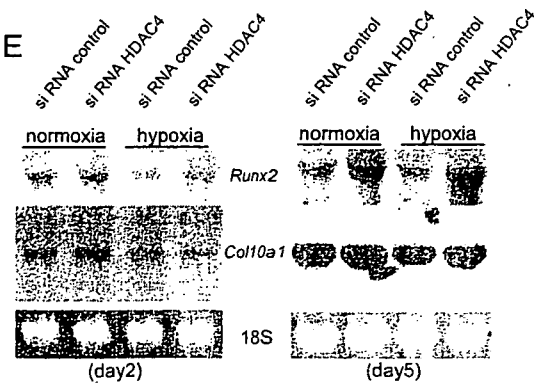 E
si RNA control
si RNA HDAC4
si RNA control
si RNA HDAC4
si RNA control
si RNA HDAC4
si RNA control
si RNA HDAC4
normoxia hypoxia normoxia hypoxia
Runx2
Col10a1
18S
(day2) (day5)